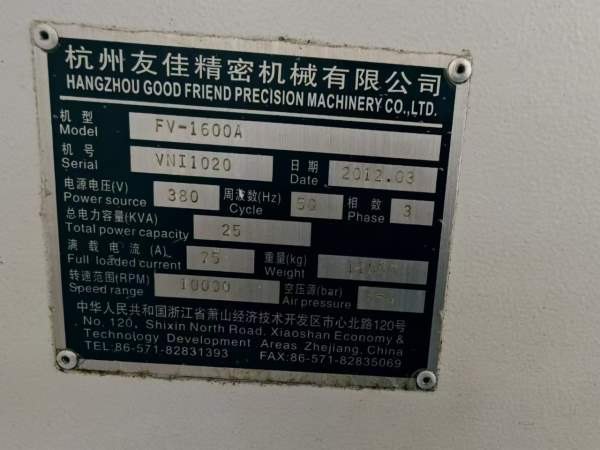 杭州友佳精密机械有限公司
HANGZHOU GOOD FRIEND PRECISION MACHINERY CO.,LTD.
机型 Model FV-1600A
机号 Serial VNI1020 日期 Date 2012.03
电源电压(V) Power source 380 周波数(Hz) Cycle 50 相数 Phase 3
总电力容量(KVA) Total power capacity 25
满载电流(A) Full loaded current 75 重量(kg) Weight
转速范围(RPM) Speed range 10000 空压源(bar) Air pressure
中华人民共和国浙江省萧山经济技术开发区市心北路120号
No. 120, Shixin North Road, Xiaoshan Economy &
Technology Development Areas Zhejiang, China
TEL:86-571-82831393 FAX:86-571-82835069